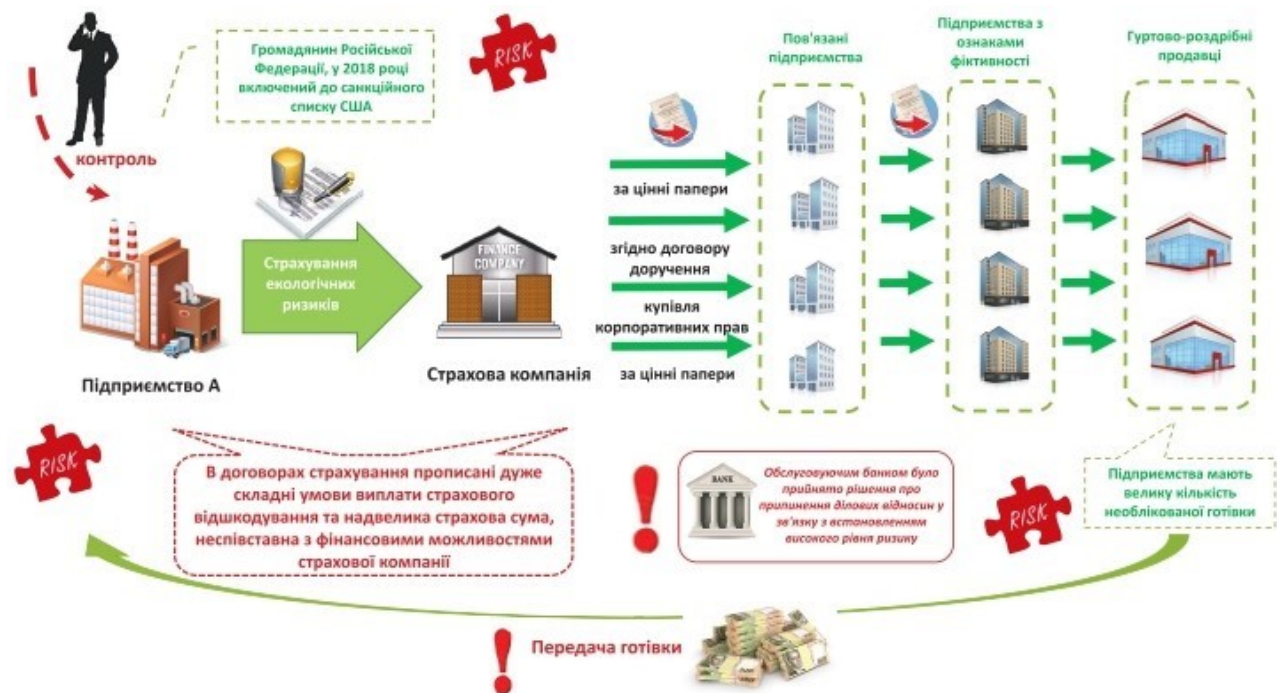 Громадянин Російської
Федерації, у 2018 році
включений до санкційного
списку США
RISK
Пов'язані
підприємства
Підприємства з
ознаками
фіктивності
Гуртово-роздрібні
продавці
контроль
Страхування
екологічних
ризиків
FINANCE
COMPANY
за цінні папери
згідно договору
доручення
купівля
корпоративних прав
за цінні папери
Підприємство А
Страхова компанія
RISK
В договорах страхування прописані дуже
складні умови виплати страхового
відшкодування та надвелика страхова сума,
неспівставна з фінансовими можливостями
страхової компанії
BANK
Обслуговуючим банком було
прийнято рішення про
припинення ділових відносин у
зв'язку з встановленням
високого рівня ризику
RISK
Підприємства мають
велику кількість
необлікованої готівки
Передача готівки